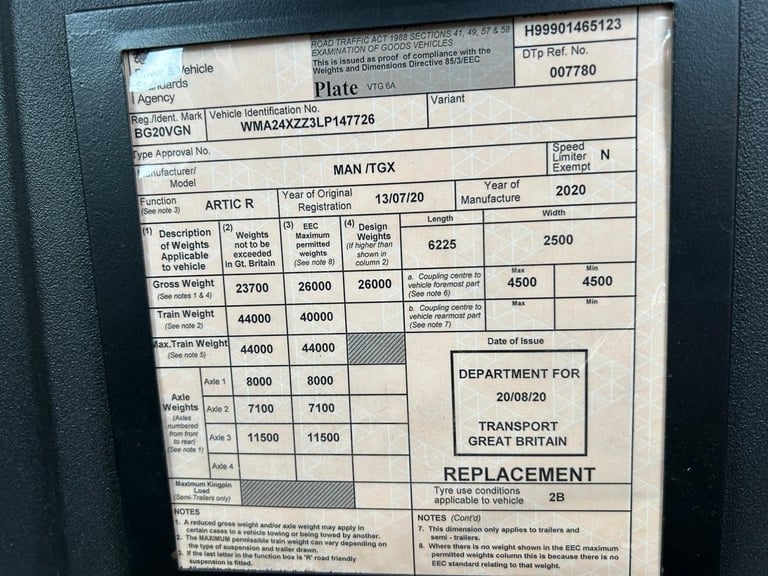 ROAD TRAFFIC ACT 1988 SECTIONS 41, 49, 57 & 58
EXAMINATION OF GOODS VEHICLES
This is issued as proof of compliance with the
Weights and Dimensions Directive 85/3/EEC
Plate VTG 6A
H99901465123
DTp Ref. No.
007780
Vehicle
Agency
Reg./Ident. Mark
BG20VGN
Vehicle Identification No.
WMA24XZZ3LP147726
Variant
Type Approval No.
Manufacturer/
Model
MAN /TGX
Speed
Limiter
Exempt
N
Function
(See note 3)
ARTIC R
Year of Original
Registration
13/07/20
Year of
Manufacture
2020
(1) Description
of Weights
Applicable
to vehicle
(2) Weights
not to be
exceeded
in Gt. Britain
(3) EEC
Maximum
permitted
weights
(See note 8)
(4) Design
Weights
(If higher than
shown in
column 2)
Length
6225
Width
2500
Gross Weight
(See notes 1 & 4)
23700 26000 26000
a. Coupling centre to
vehicle foremost part
(See note 6)
Max
4500
Min
4500
Train Weight
(See note 2)
44000 40000
b. Coupling centre to
vehicle rearmost part
(See note 7)
Max
Min
Max.Train Weight
(See note 5)
44000 44000
Axle
Weights
(Axles
numbered
from front
to rear)
(See note 1)
Axle 1 8000 8000
Axle 2 7100 7100
Axle 3 11500 11500
Axle 4
Date of Issue
DEPARTMENT FOR
20/08/20
TRANSPORT
GREAT BRITAIN
REPLACEMENT
Maximum Kingpin
Load
(Semi-Trailers only)
Tyre use conditions
applicable to vehicle
2B
NOTES
1. A reduced gross weight and/or axle weight may apply in
certain cases to a vehicle towing or being towed by another.
2. The MAXIMUM permissible train weight can vary depending on
the type of suspension and trailer drawn.
3. If the last letter in the function box is 'R' road friendly
suspension is fitted.
NOTES (Cont'd)
7. This dimension only applies to trailers and
semi - trailers.
8. Where there is no weight shown in the EEC maximum
permitted weights column this is because there is no
EEC standard relating to that weight.